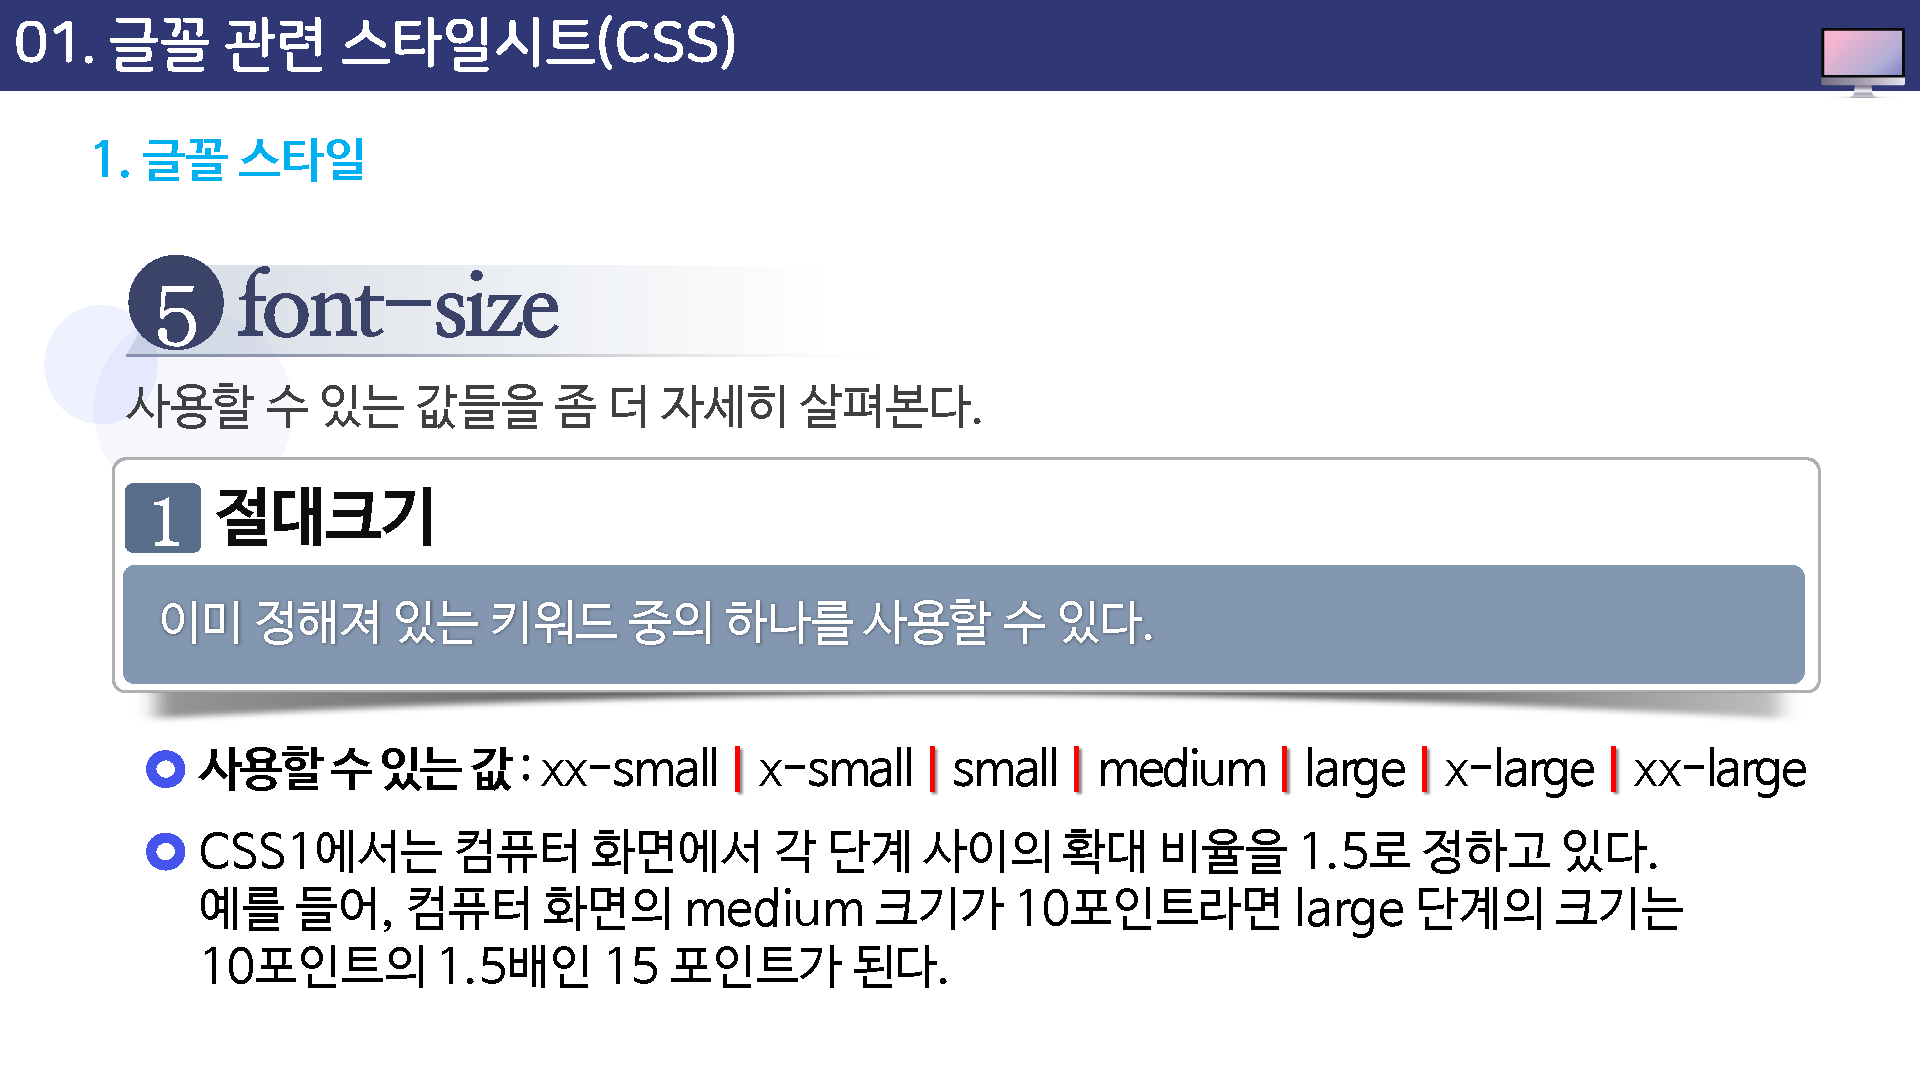 01. 글꼴 관련 스타일시트(CSS)
1. 글꼴 스타일
5 font-size
사용할 수 있는 값들을 좀 더 자세히 살펴본다.
1 절대크기
이미 정해져 있는 키워드 중의 하나를 사용할 수 있다.
사용할 수 있는 값 : xx-small | x-small | small | medium | large | x-large | xx-large
CSS1에서는 컴퓨터 화면에서 각 단계 사이의 확대 비율을 1.5로 정하고 있다.
예를 들어, 컴퓨터 화면의 medium 크기가 10포인트라면 large 단계의 크기는
10포인트의 1.5배인 15 포인트가 된다.